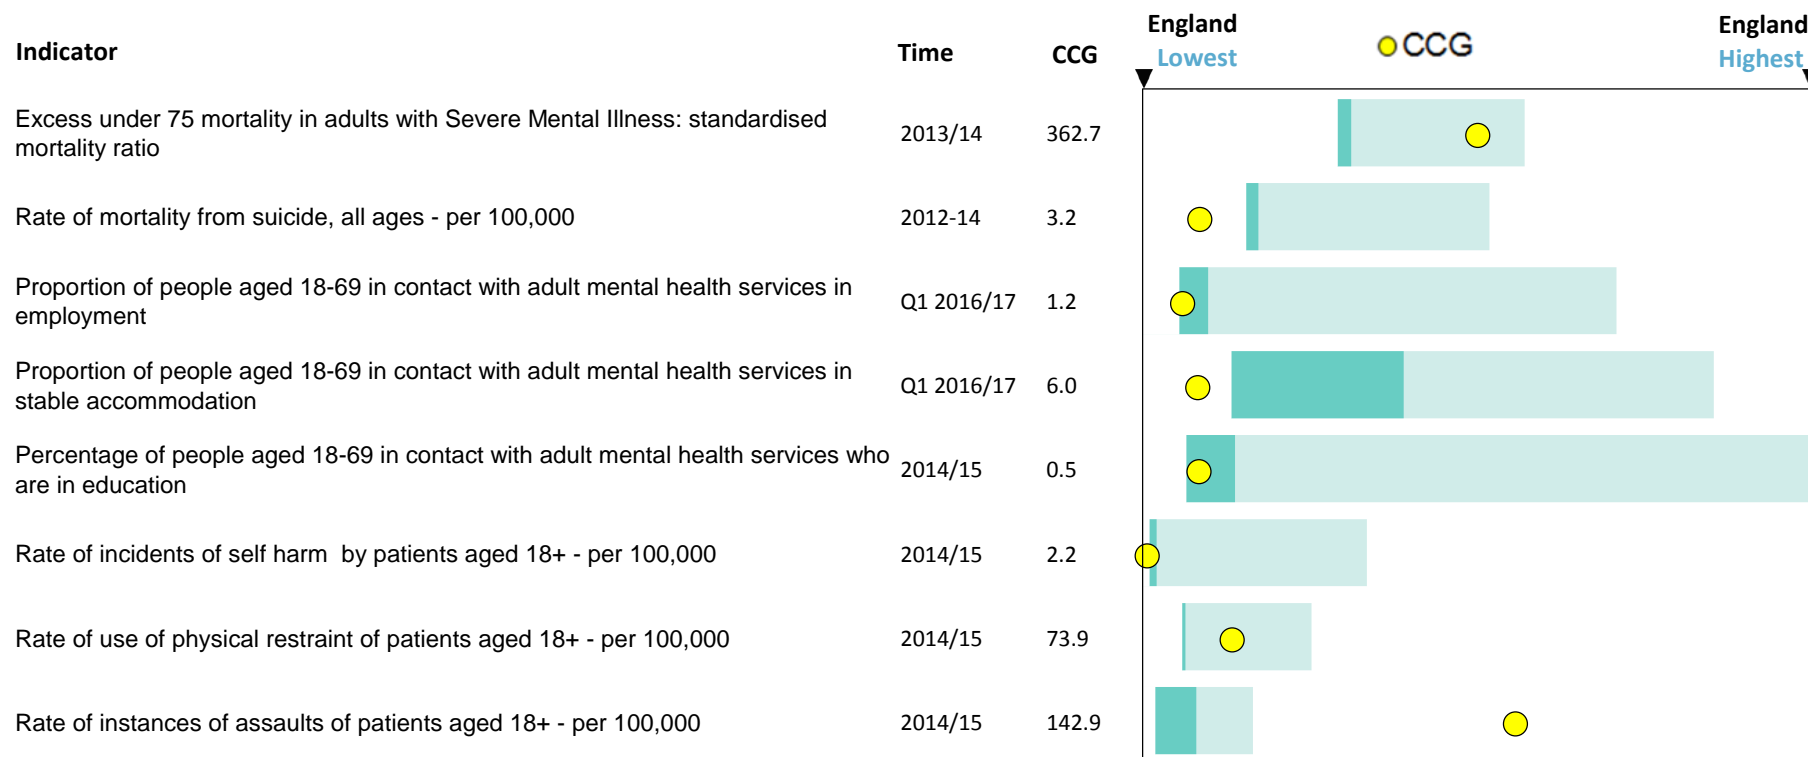 England England
Indicator Time CCG Lowest CCG Highest
Excess under 75 mortality in adults with Severe Mental Illness: standardised
mortality ratio 2013/14 362.7
Rate of mortality from suicide, all ages - per 100,000 2012-14 3.2
Proportion of people aged 18-69 in contact with adult mental health services in
employment Q1 2016/17 1.2
Proportion of people aged 18-69 in contact with adult mental health services in
stable accommodation Q1 2016/17 6.0
Percentage of people aged 18-69 in contact with adult mental health services who
are in education 2014/15 0.5
Rate of incidents of self harm  by patients aged 18+ - per 100,000 2014/15 2.2
Rate of use of physical restraint of patients aged 18+ - per 100,000 2014/15 73.9
Rate of instances of assaults of patients aged 18+ - per 100,000 2014/15 142.9